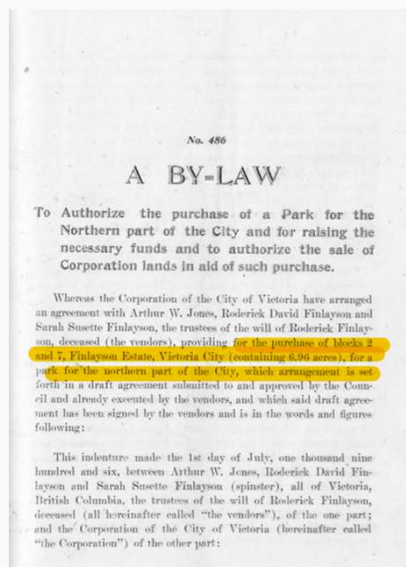 No. 486
A BY-LAW
To Authorize the purchase of a Park for the
Northern part of the City and for raising the
necessary funds and to authorize the sale of
Corporation lands in aid of such purchase.
Whereas the Corporation of the City of Victoria have arranged
an agreement with Arthur W. Jones, Roderick David Finlayson and
Sarah Susette Finlayson, the trustees of the will of Roderick Finlay-
son, deceased (the vendors), providing for the purchase of blocks 2
and 7, Finlayson Estate, Victoria City (containing 6.96 acres), for a
park for the northern part of the City, which arrangement is set
forth in a draft agreement submitted to and approved by the Coun-
cil and already executed by the vendors, and which said draft agree-
ment has been signed by the vendors and is in the words and figures
following:
This indenture made the 1st day of July, one thousand nine
hundred and six, between Arthur W. Jones, Roderick David Fin-
layson and Sarah Susette Finlayson (spinster), all of Victoria,
British Columbia, the trustees of the will of Roderick Finlayson,
deceased (all hereinafter called "the vendors"), of the one part;
and the Corporation of the City of Victoria (hereinafter called
"the Corporation") of the other part: